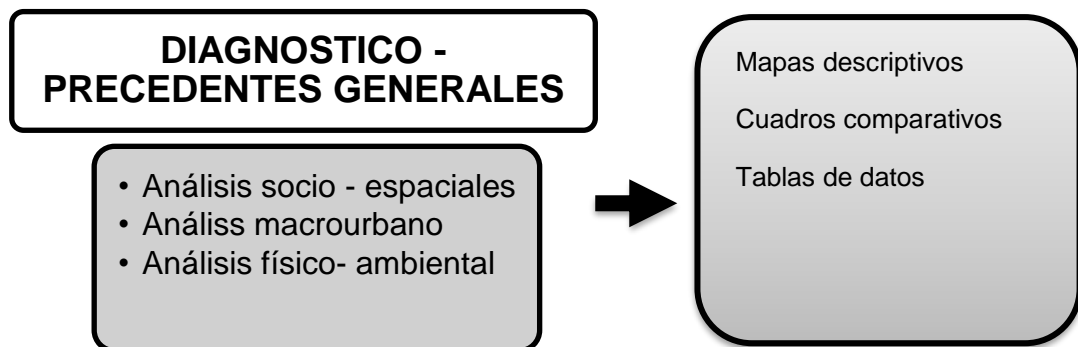 DIAGNOSTICO -
PRECEDENTES GENERALES
• Análisis socio - espaciales
• Análiss macrourbano
• Análisis físico- ambiental
Mapas descriptivos
Cuadros comparativos
Tablas de datos